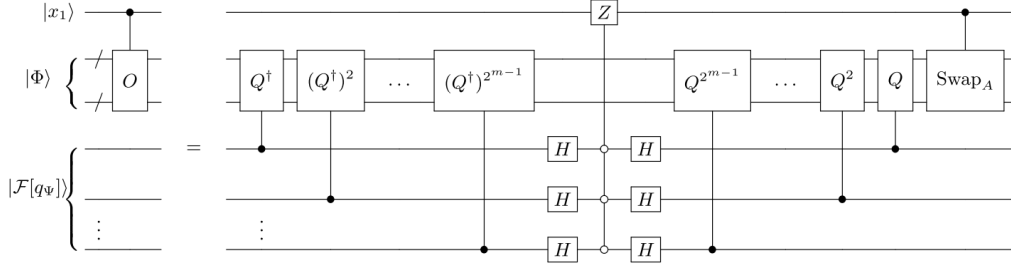 |x₁⟩ Z
|Φ⟩ O Q† (Q†)² … (Q†)^{2^{m−1}} Q^{2^{m−1}} … Q² Q Swap_A
= H H
|𝓕[q_Ψ]⟩ H H
⋮ ⋮ H H